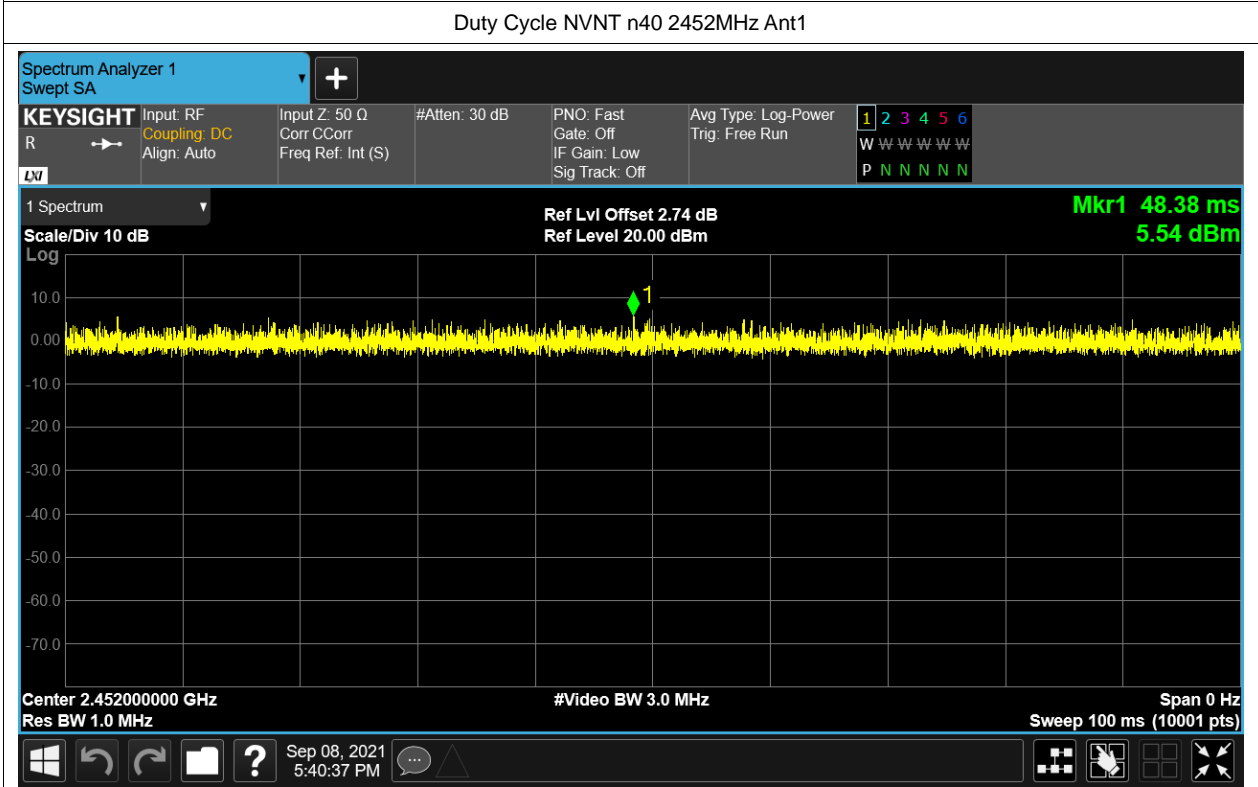 Duty Cycle NVNT n40 2452MHz Ant1
Spectrum Analyzer 1
Swept SA
KEYSIGHT
R
LXI
Input: RF
Coupling: DC
Align: Auto
Input Z: 50 Ω
Corr CCorr
Freq Ref: Int (S)
#Atten: 30 dB
PNO: Fast
Gate: Off
IF Gain: Low
Sig Track: Off
Avg Type: Log-Power
Trig: Free Run
1 2 3 4 5 6
W W W W W W
P N N N N N
1 Spectrum
Scale/Div 10 dB
Log
Ref Lvl Offset 2.74 dB
Ref Level 20.00 dBm
Mkr1 48.38 ms
5.54 dBm
1
10.0
0.00
-10.0
-20.0
-30.0
-40.0
-50.0
-60.0
-70.0
Center 2.452000000 GHz
Res BW 1.0 MHz
#Video BW 3.0 MHz
Span 0 Hz
Sweep 100 ms (10001 pts)
?
Sep 08, 2021
5:40:37 PM